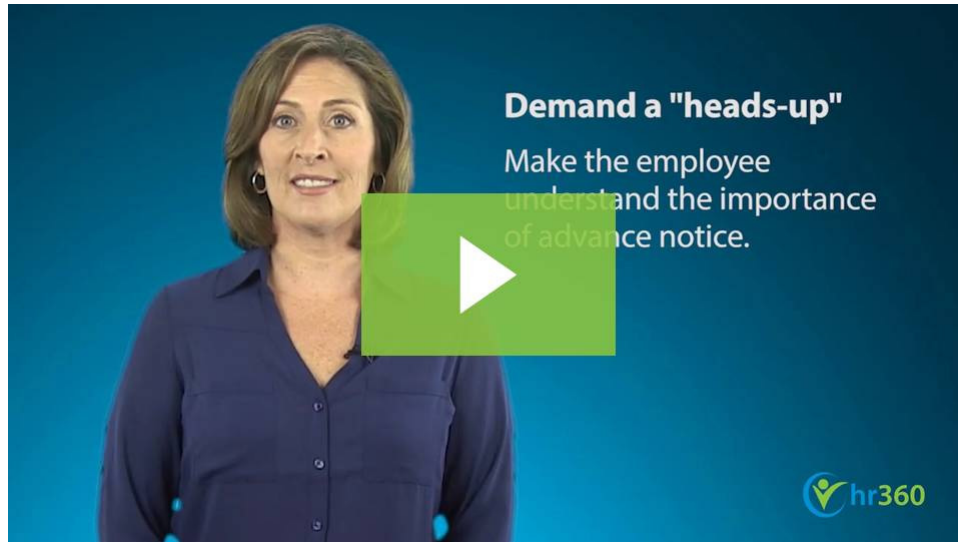 Demand a "heads-up"
Make the employee
understand the importance
of advance notice.
hr360